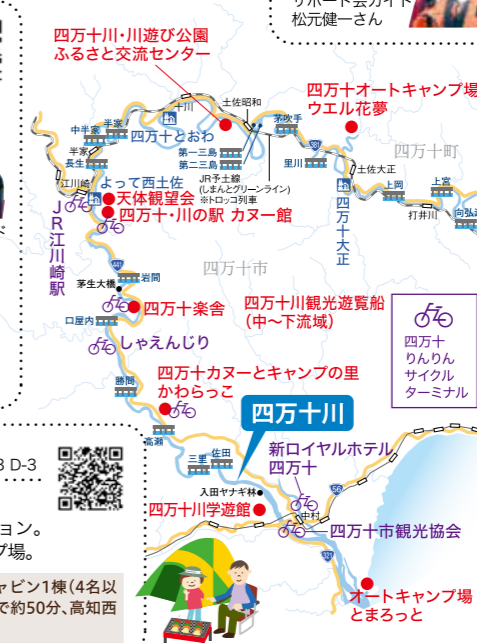 サポート会ガイド
松元健一さん
四万十川・川遊び公園
ふるさと交流センター
四万十オートキャンプ場
ウエル花夢
十川
土佐昭和
半家
中半家
四万十とおわ
茅吹手
381
四万十町
半家
長生
第一三島
第二三島
里川
土佐大正
JR予土線
(しまんとグリーンライン)
※トロッコ列車
江川崎
よって西土佐
天体観望会
四万十・川の駅 カヌー館
JR江川崎駅
四万十大正
上岡
上宮
打井川
向弘瀬
441
四万十市
茅生大橋
岩間
四万十楽舎
四万十川観光遊覧船
(中〜下流域)
口屋内
しゃえんじり
四万十
りんりん
サイクル
ターミナル
勝間
四万十カヌーとキャンプの里
かわらっこ
四万十川
高瀬
三里
佐田
新ロイヤルホテル
四万十
56
入田ヤナギ林
四万十川学遊館
中村
四万十市観光協会
321
オートキャンプ場
とまろっと
D-3
ョン。
プ場。
ャビン1棟(4名以
で約50分、高知西